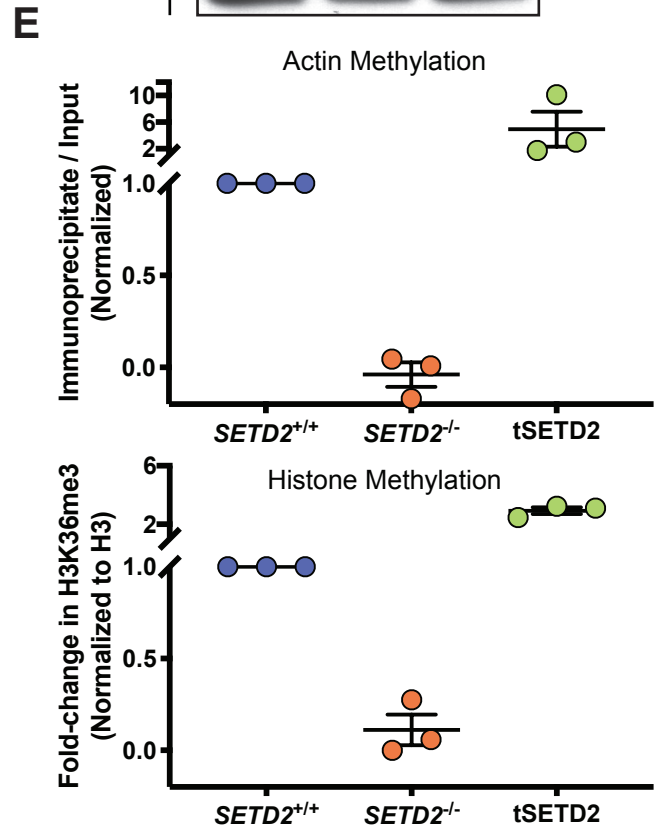 E
Actin Methylation
Immunoprecipitate / Input
(Normalized)
10
6
2
1.0
0.5
0.0
SETD2+/+ SETD2-/- tSETD2
Histone Methylation
Fold-change in H3K36me3
(Normalized to H3)
6
2
1.0
0.5
0.0
SETD2+/+ SETD2-/- tSETD2